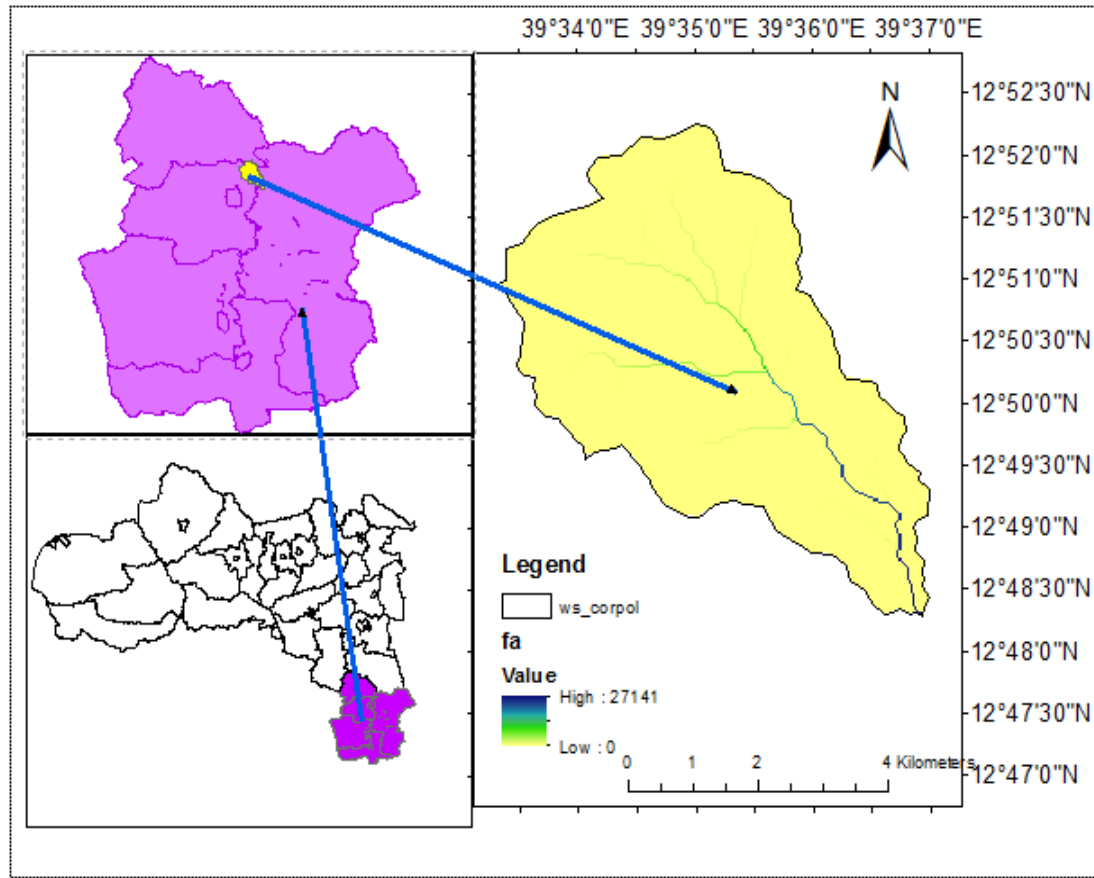 39°34'0"E 39°35'0"E 39°36'0"E 39°37'0"E
N
12°52'30"N
12°52'0"N
12°51'30"N
12°51'0"N
12°50'30"N
12°50'0"N
12°49'30"N
12°49'0"N
12°48'30"N
12°48'0"N
12°47'30"N
12°47'0"N
Legend
ws_corpol
fa
Value
High : 27141
Low : 0
0 1 2 4 Kilometers